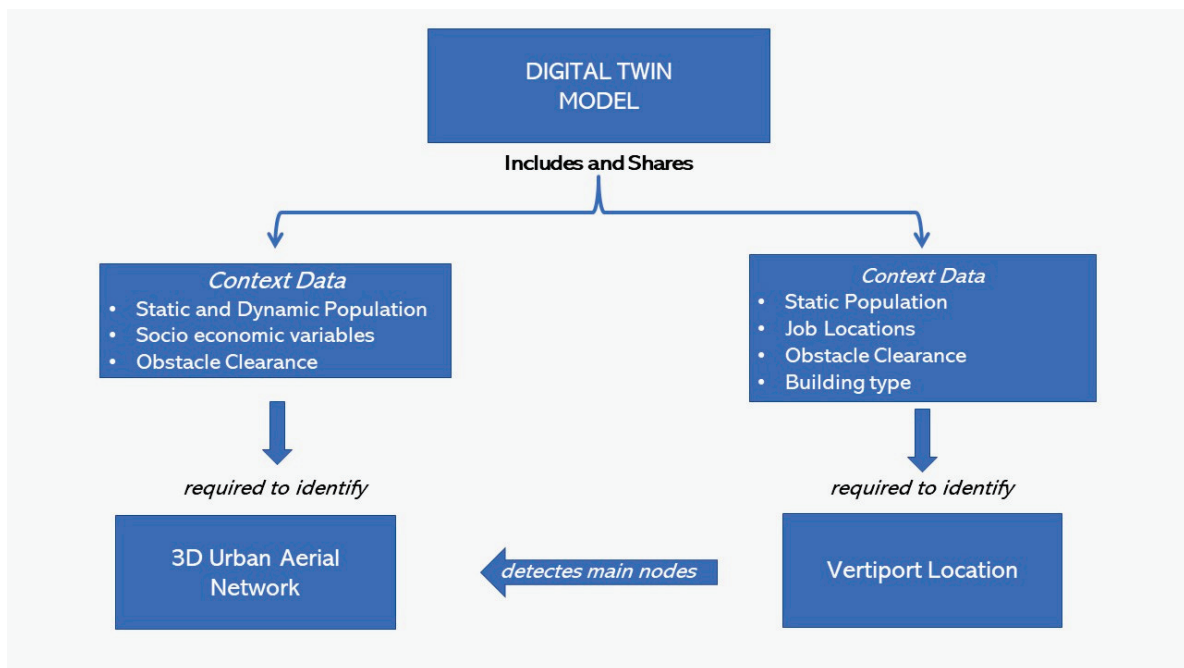 DIGITAL TWIN
MODEL
Includes and Shares
Context Data
• Static and Dynamic Population
• Socio economic variables
• Obstacle Clearance
Context Data
• Static Population
• Job Locations
• Obstacle Clearance
• Building type
required to identify
required to identify
3D Urban Aerial
Network
detectes main nodes
Vertiport Location